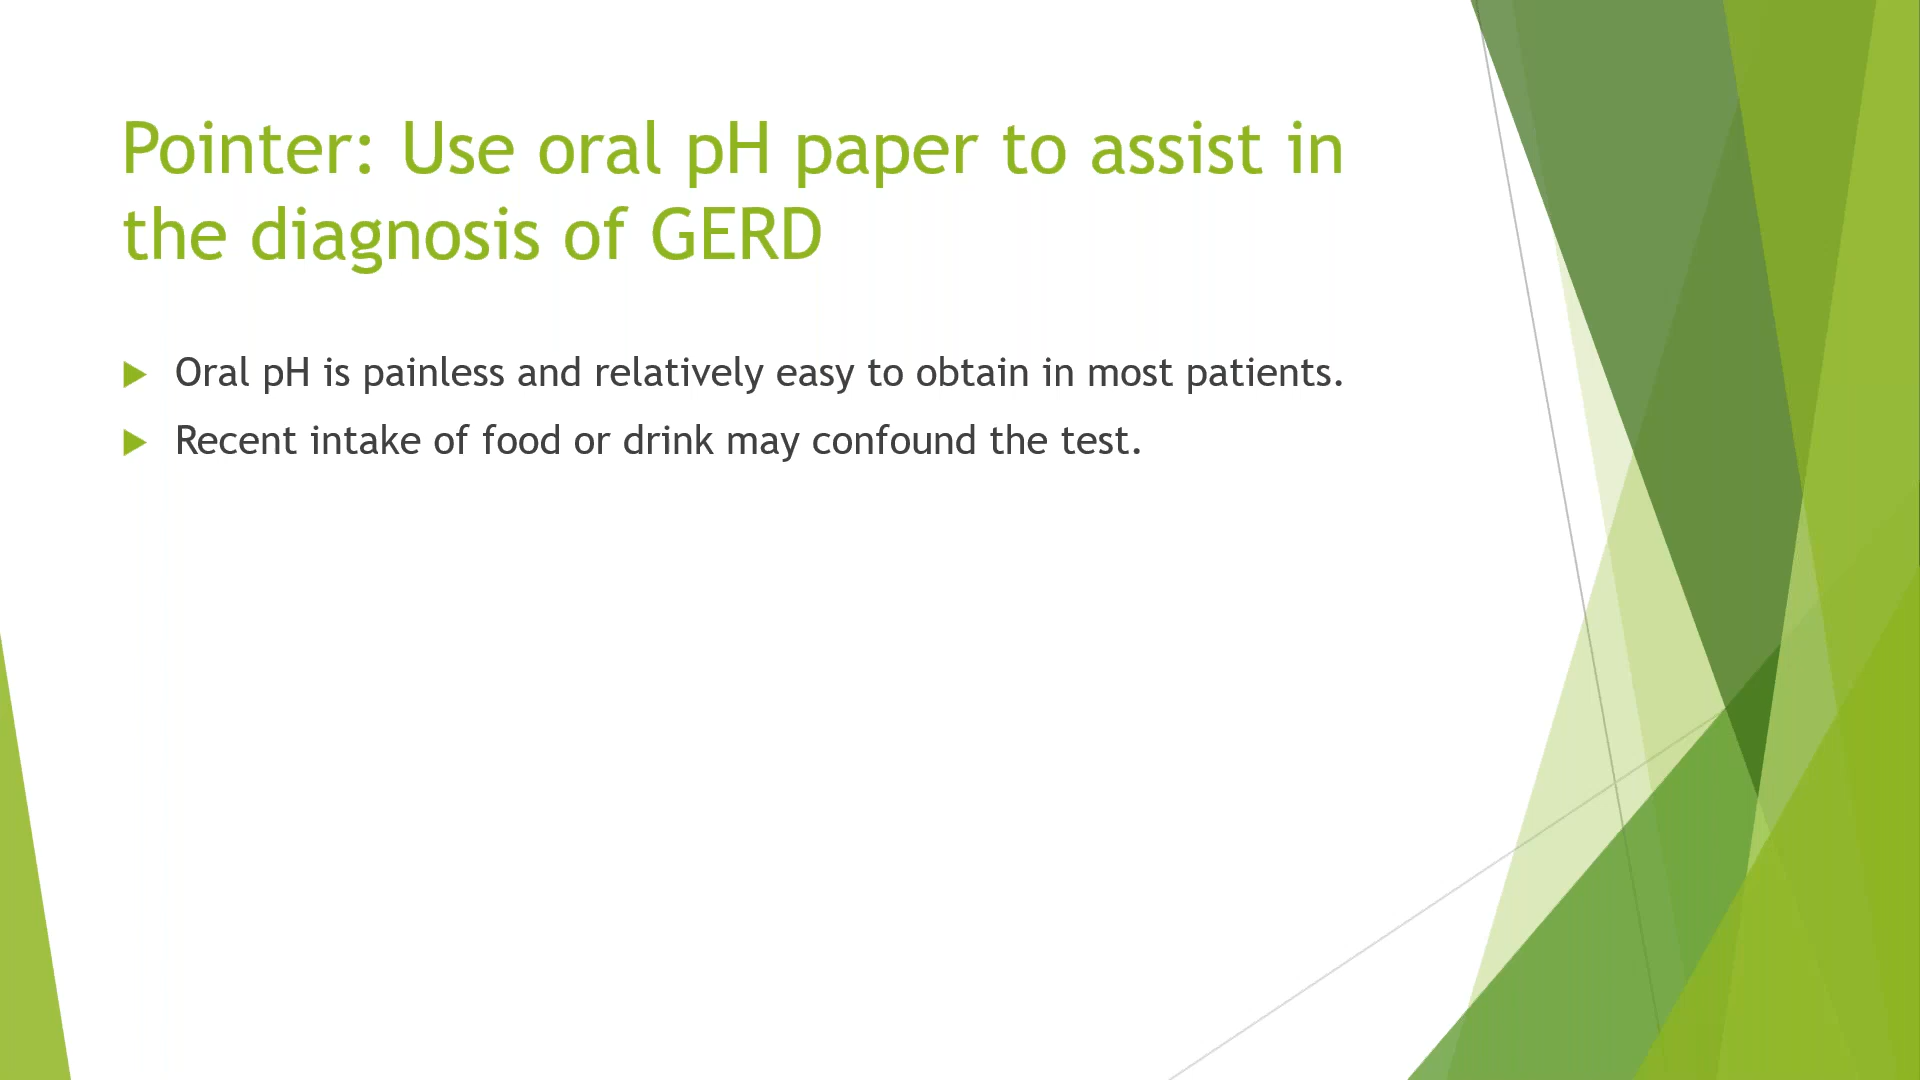 Pointer: Use oral pH paper to assist in
the diagnosis of GERD
Oral pH is painless and relatively easy to obtain in most patients.
Recent intake of food or drink may confound the test.